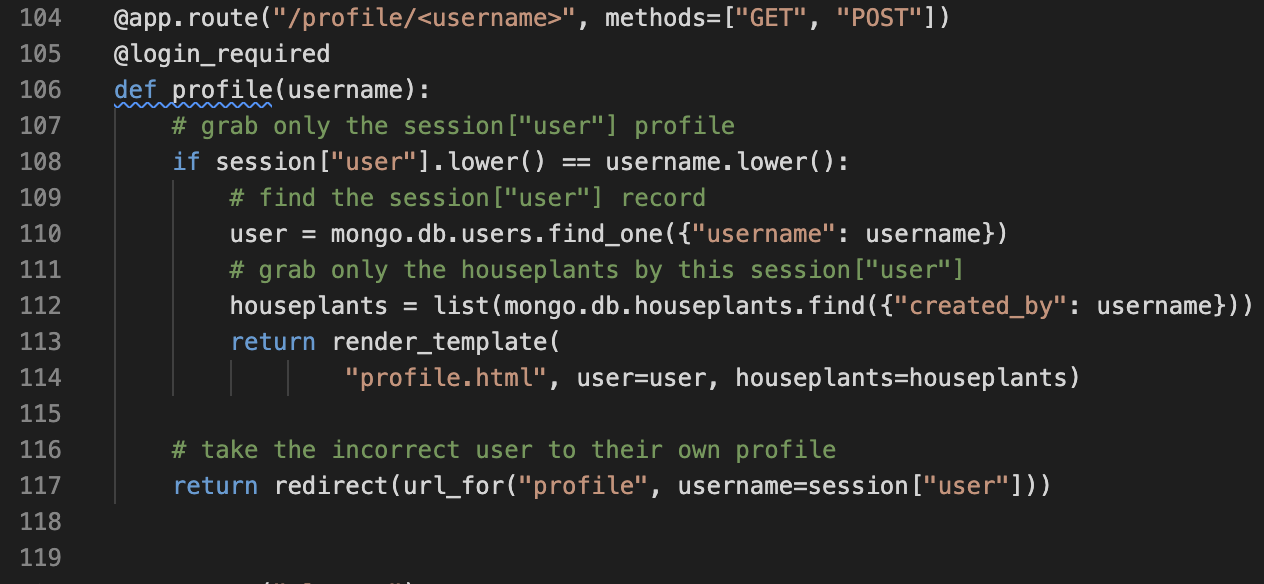 104 @app.route("/profile/<username>", methods=["GET", "POST"])
105 @login_required
106 def profile(username):
107     # grab only the session["user"] profile
108     if session["user"].lower() == username.lower():
109         # find the session["user"] record
110         user = mongo.db.users.find_one({"username": username})
111         # grab only the houseplants by this session["user"]
112         houseplants = list(mongo.db.houseplants.find({"created_by": username}))
113         return render_template(
114                 "profile.html", user=user, houseplants=houseplants)
115
116     # take the incorrect user to their own profile
117     return redirect(url_for("profile", username=session["user"]))
118
119